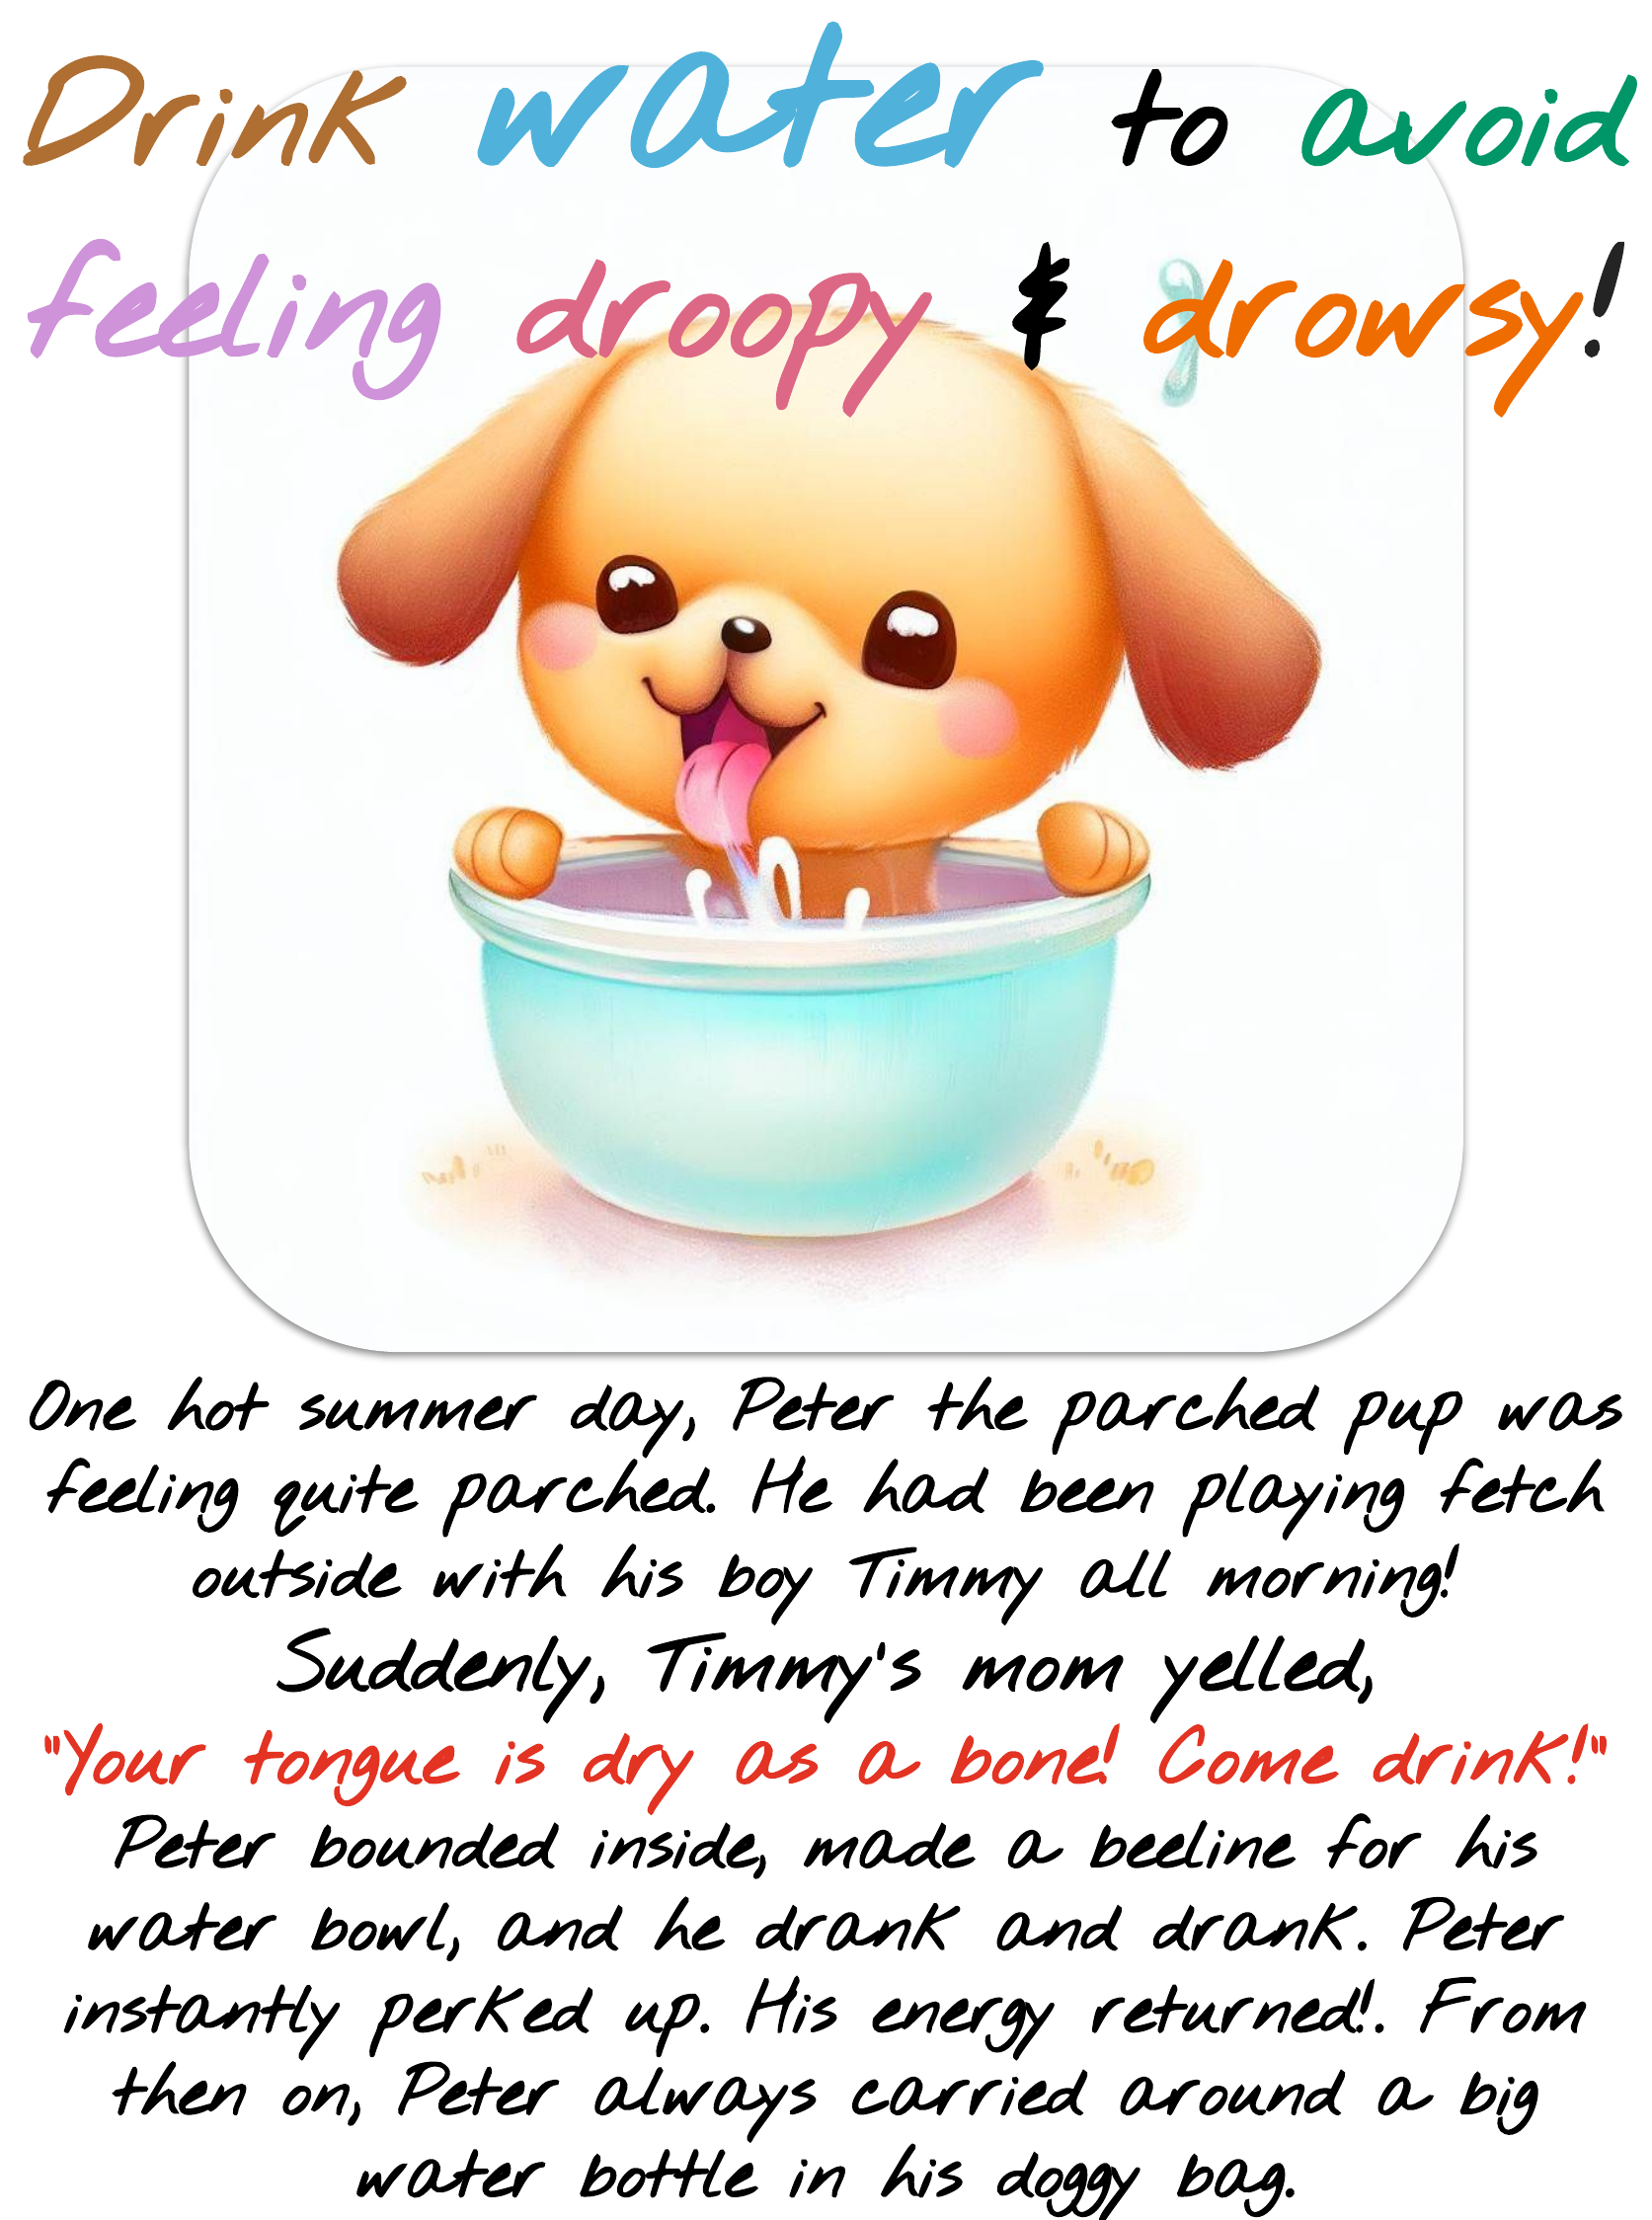 Drink water to avoid
feeling droopy & drowsy!
One hot summer day, Peter the parched pup was
feeling quite parched. He had been playing fetch
outside with his boy Timmy all morning!
Suddenly, Timmy's mom yelled,
"Your tongue is dry as a bone! Come drink!"
Peter bounded inside, made a beeline for his
water bowl, and he drank and drank. Peter
instantly perked up. His energy returned!. From
then on, Peter always carried around a big
water bottle in his doggy bag.